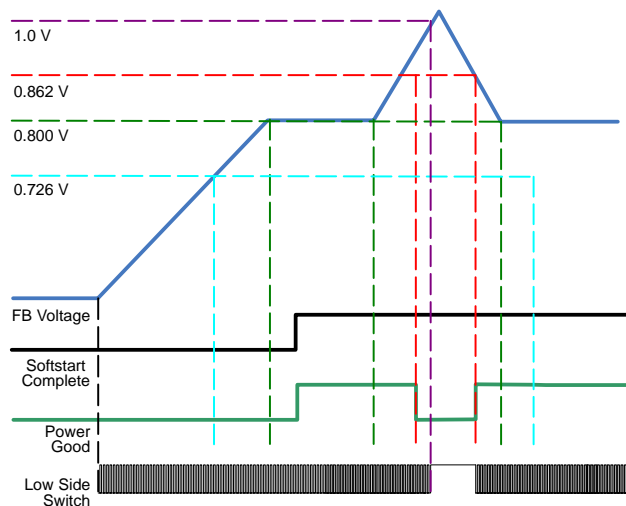 1.0 V
0.862 V
0.800 V
0.726 V
FB Voltage
Softstart
Complete
Power
Good
Low Side
Switch